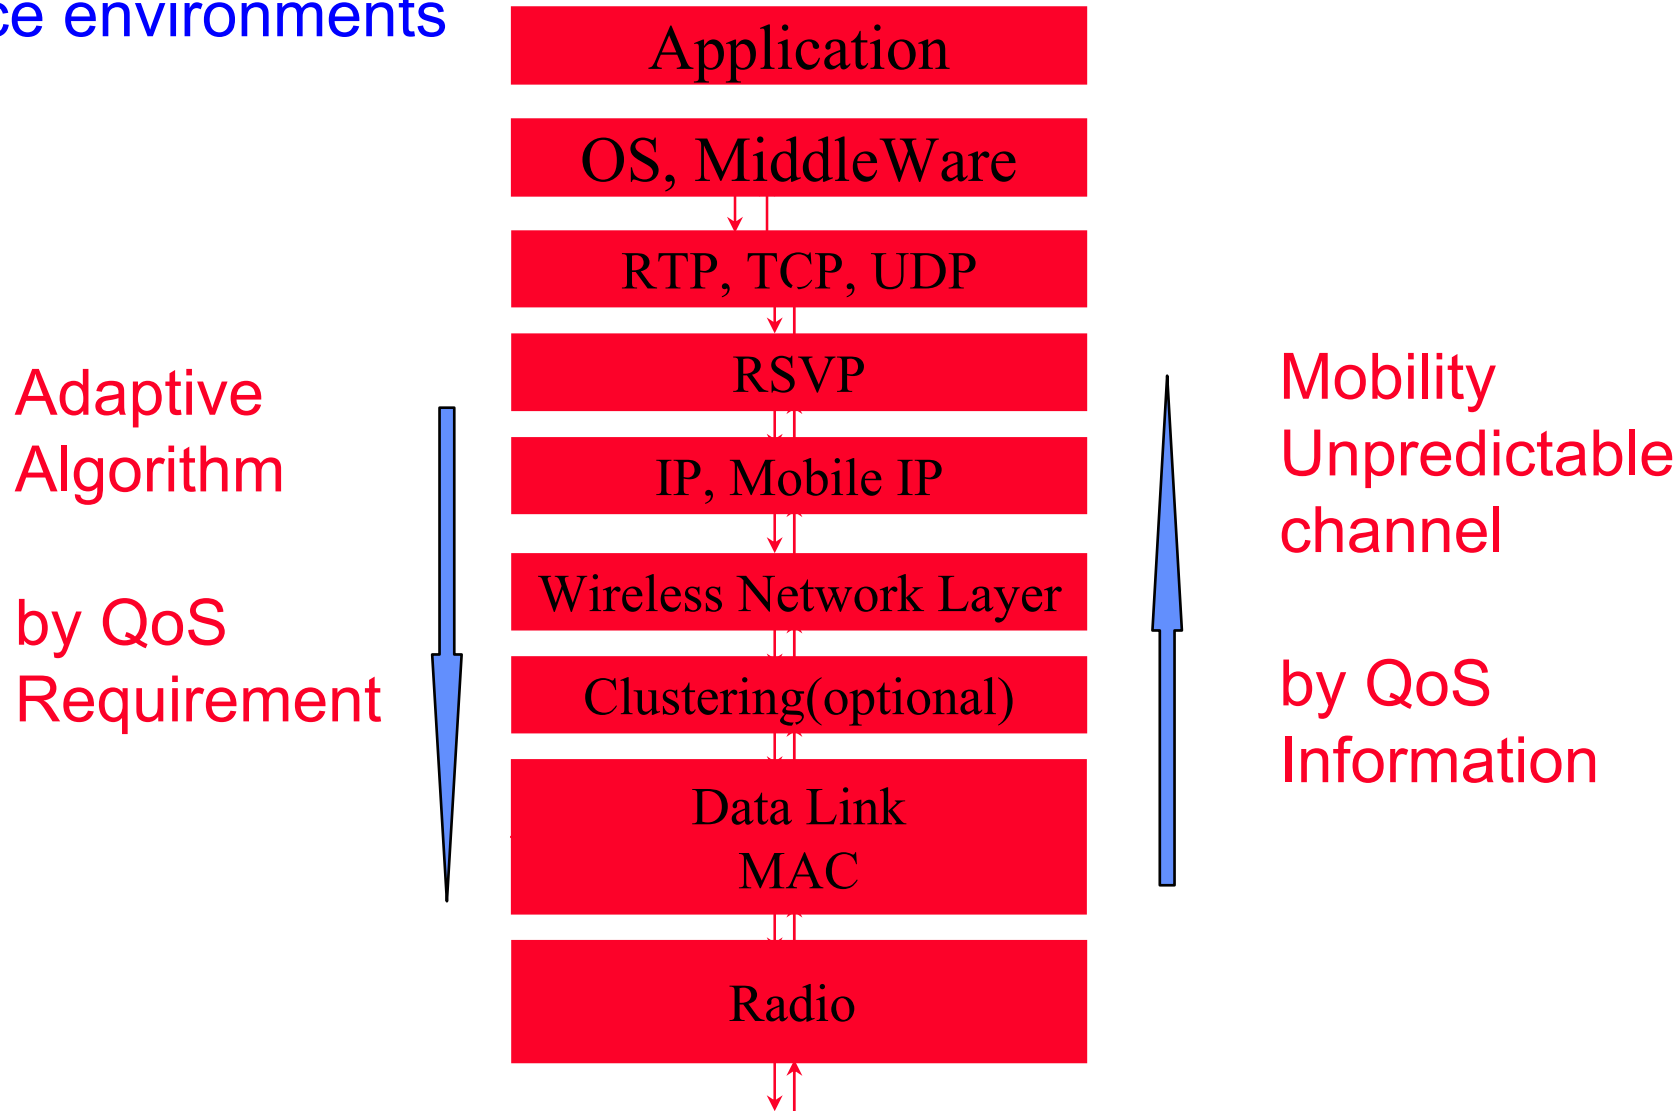 environments
Application
OS, MiddleWare
RTP, TCP, UDP
RSVP
IP, Mobile IP
Wireless Network Layer
Clustering(optional)
Data Link
MAC
Radio
Adaptive
Algorithm
by QoS
Requirement
Mobility
Unpredictable
channel
by QoS
Information